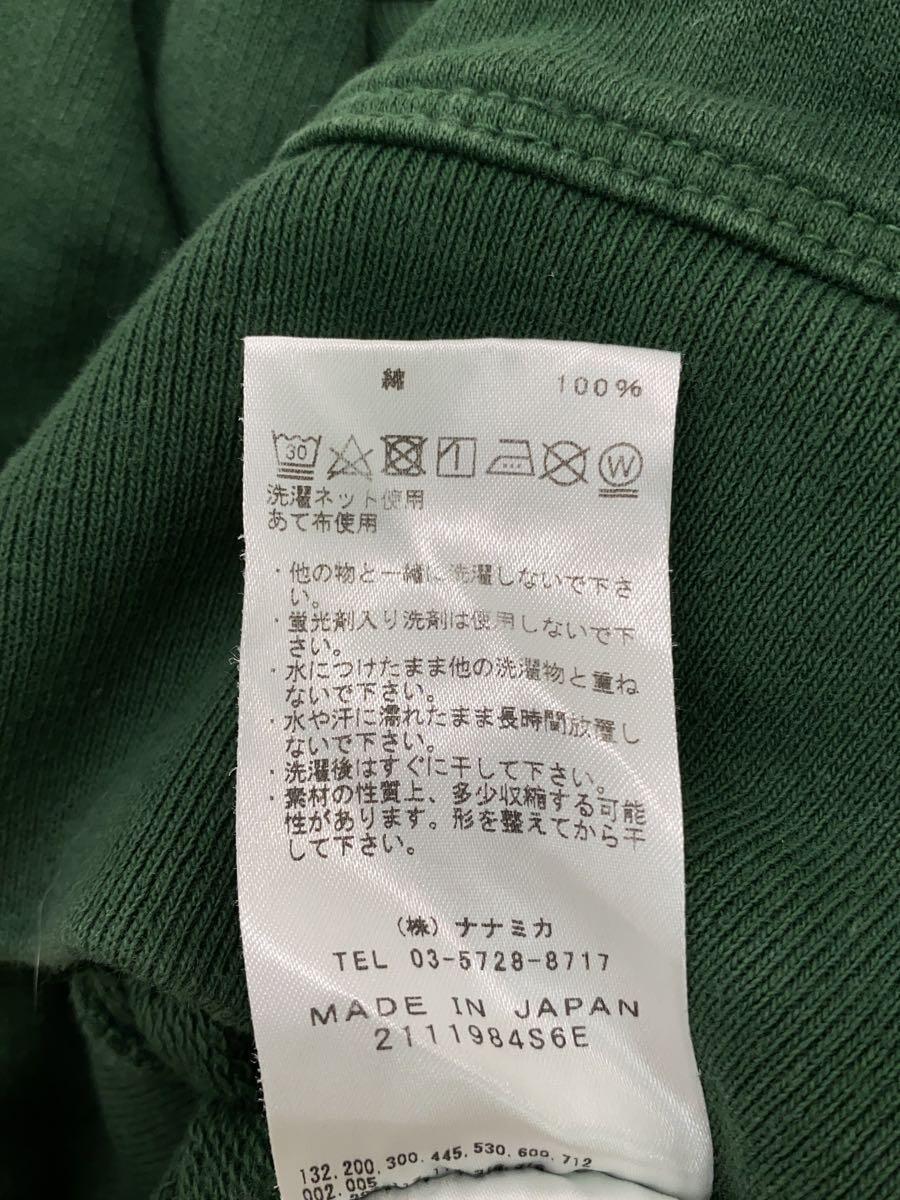 綿 100%
30 W
洗濯ネット使用
あて布使用
・他の物と一緒に洗濯しないで下さ
い。
・蛍光剤入り洗剤は使用しないで下
さい。
・水につけたまま他の洗濯物と重ね
ないで下さい。
・水や汗に濡れたまま長時間放置し
ないで下さい。
・洗濯後はすぐに干して下さい。
・素材の性質上、多少収縮する可能
性があります。形を整えてから干
して下さい。
(株) ナナミカ
TEL 03-5728-8717
MADE IN JAPAN
2111984S6E
132.200.300.445.530.600.712
002.005